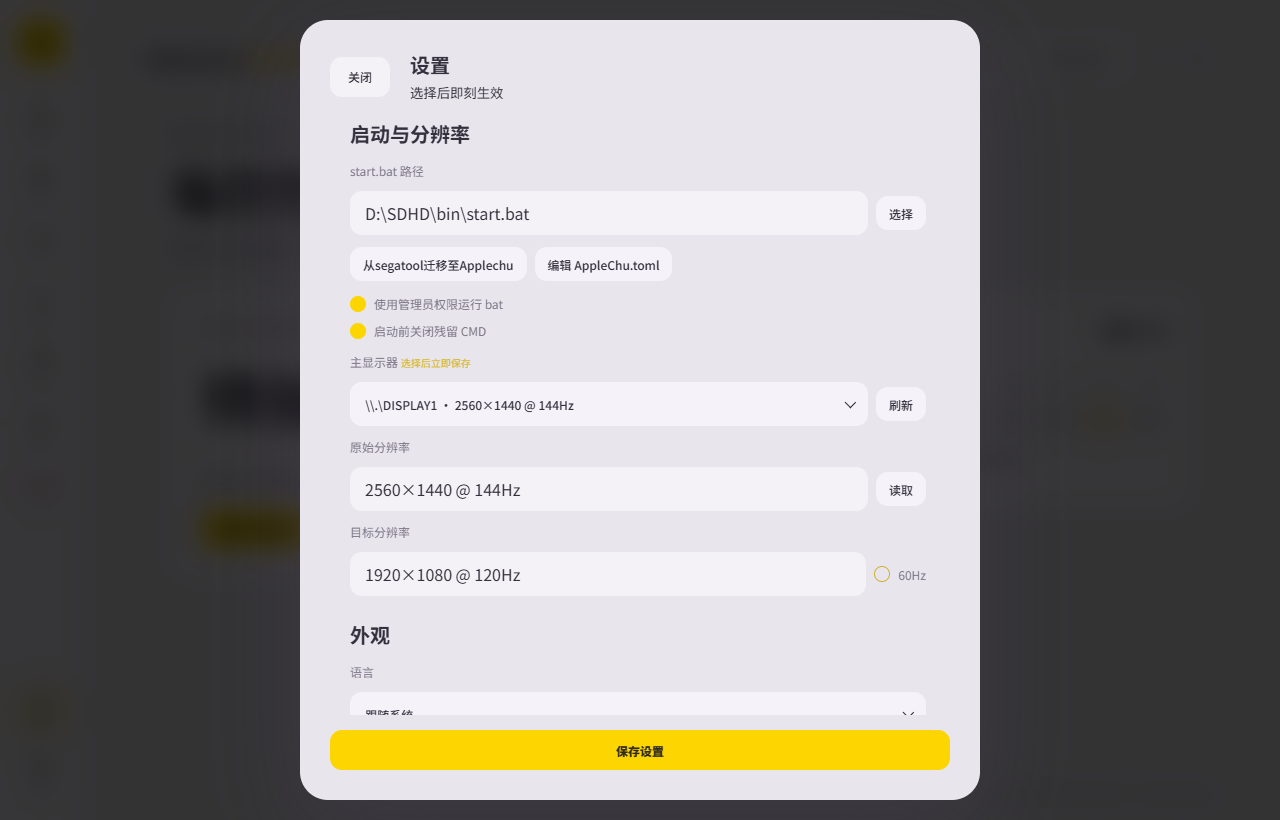 关闭
设置
选择后即刻生效
启动与分辨率
start.bat 路径
D:\SDHD\bin\start.bat
选择
从segatool迁移至Applechu
编辑 AppleChu.toml
使用管理员权限运行 bat
启动前关闭残留 CMD
主显示器 选择后立即保存
\\.\DISPLAY1 · 2560×1440 @ 144Hz
刷新
原始分辨率
2560×1440 @ 144Hz
读取
目标分辨率
1920×1080 @ 120Hz
60Hz
外观
语言
跟随系统
保存设置